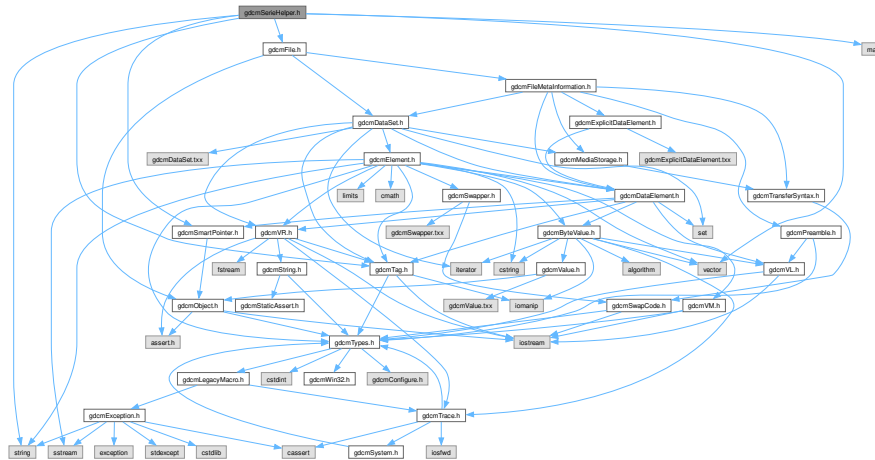 gdcmSerieHelper.h
gdcmFile.h
ma
gdcmFileMetaInformation.h
gdcmDataSet.h
gdcmExplicitDataElement.h
gdcmDataSet.txx
gdcmElement.h
gdcmMediaStorage.h
gdcmExplicitDataElement.txx
limits
cmath
gdcmSwapper.h
gdcmDataElement.h
gdcmTransferSyntax.h
gdcmSmartPointer.h
gdcmVR.h
gdcmSwapper.txx
gdcmByteValue.h
set
gdcmPreamble.h
fstream
gdcmString.h
gdcmTag.h
iterator
cstring
gdcmValue.h
algorithm
vector
gdcmVL.h
gdcmObject.h
gdcmStaticAssert.h
gdcmValue.txx
iomanip
gdcmSwapCode.h
gdcmVM.h
assert.h
gdcmTypes.h
iostream
gdcmLegacyMacro.h
cstdint
gdcmWin32.h
gdcmConfigure.h
gdcmException.h
gdcmTrace.h
string
sstream
exception
stdexcept
cstdlib
cassert
gdcmSystem.h
iosfwd